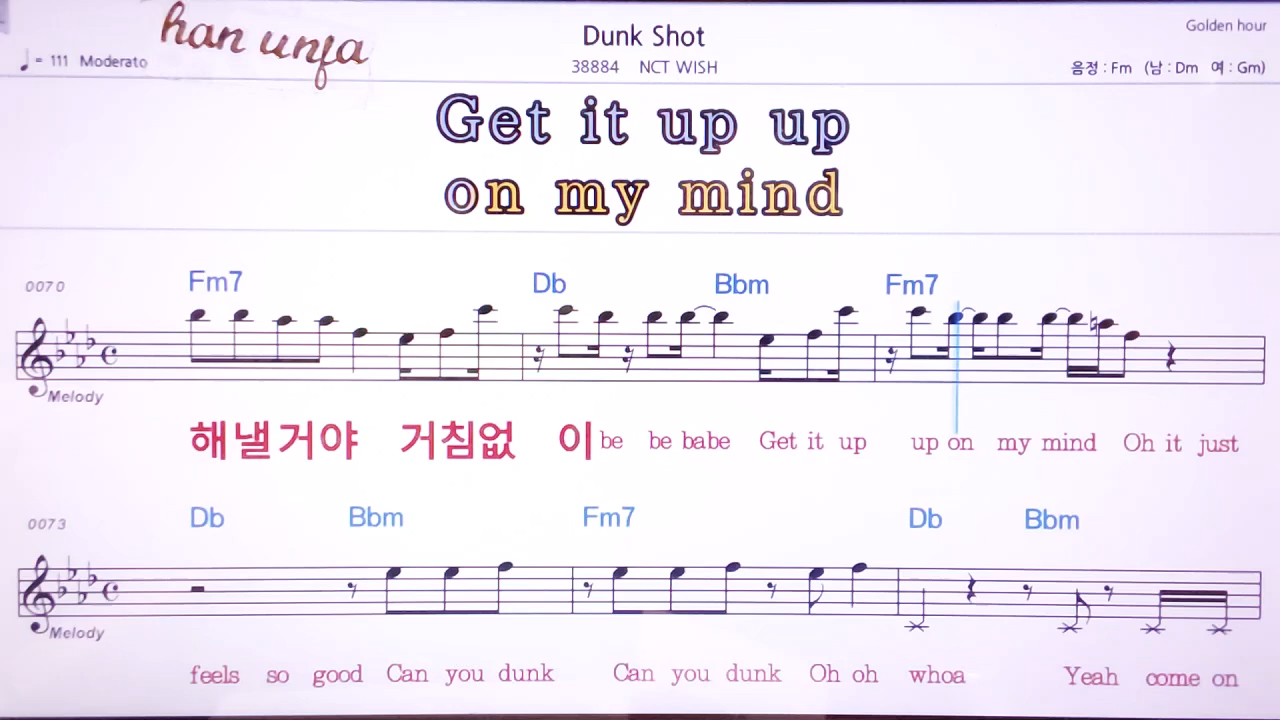 han unfa
Dunk Shot
Golden hour
= 111 Moderato
38884 NCT WISH
음정 : Fm (남 : Dm 여 : Gm)
Get it up up
on my mind
0070 Fm7 Db Bbm Fm7
Melody
해낼거야 거침없 이 be be babe Get it up up on my mind Oh it just
0073 Db Bbm Fm7 Db Bbm
Melody
feels so good Can you dunk Can you dunk Oh oh whoa Yeah come on